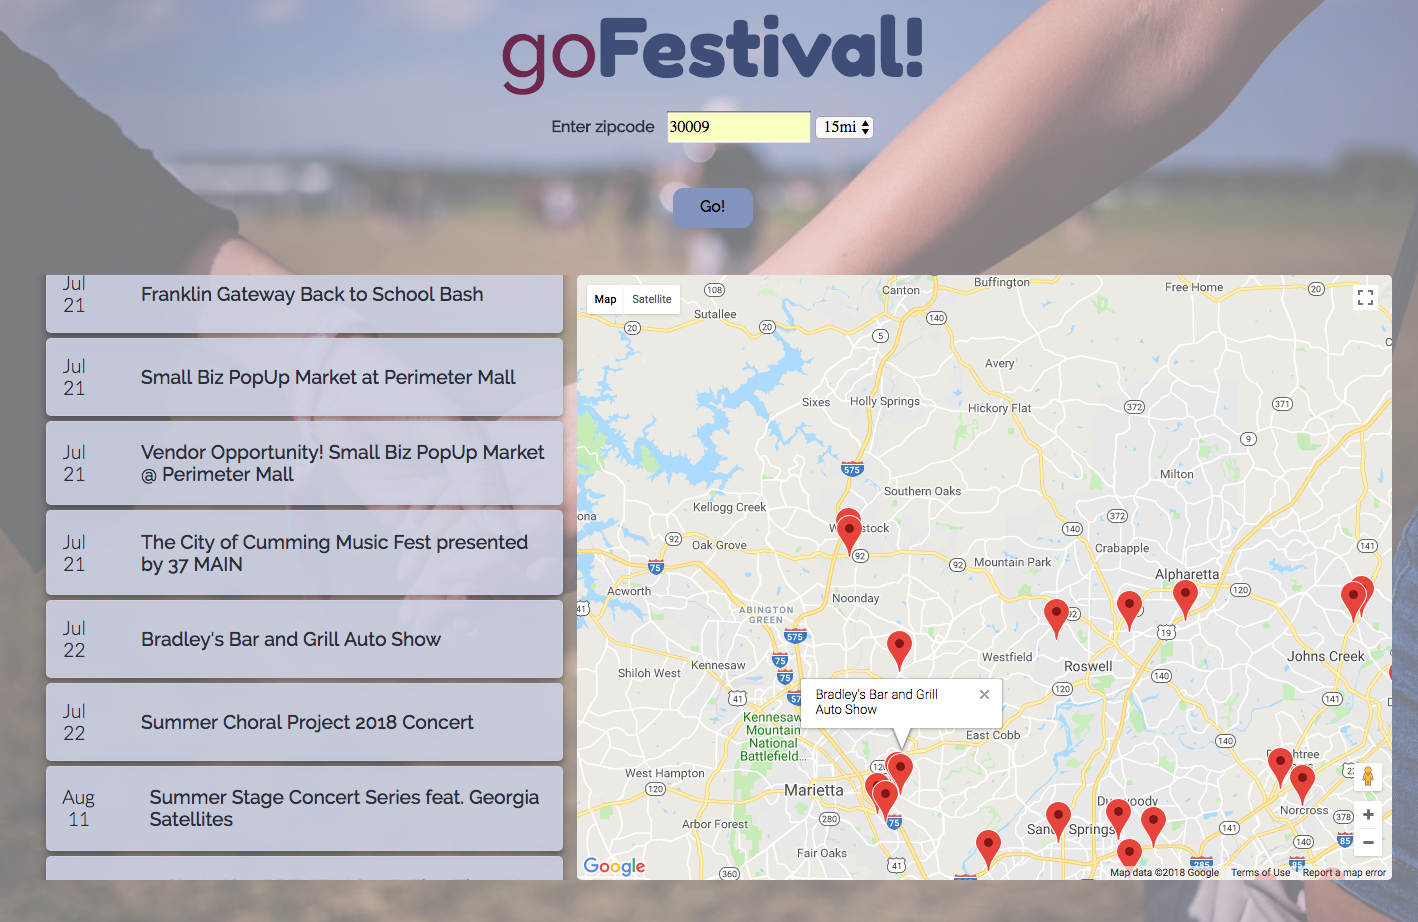 goFestival!
Enter zipcode 30009 15mi
Go!
Jul
21
Franklin Gateway Back to School Bash
Jul
21
Small Biz PopUp Market at Perimeter Mall
Jul
21
Vendor Opportunity! Small Biz PopUp Market
@ Perimeter Mall
Jul
21
The City of Cumming Music Fest presented
by 37 MAIN
Jul
22
Bradley's Bar and Grill Auto Show
Jul
22
Summer Choral Project 2018 Concert
Aug
11
Summer Stage Concert Series feat. Georgia
Satellites
Map Satellite
108
Canton
Buffington
Free Home
20
Sutallee
20
20
140
5
Avery
Sixes
Holly Springs
Hickory Flat
372
371
9
575
Milton
Southern Oaks
Kellogg Creek
372
92
Oak Grove
140
Crabapple
141
92
92
Mountain Park
75
Alpharetta
120
Acworth
Noonday
41
ABINGTON
GREEN
92
575
19
75
Kennesaw
Westfield
Johns Creek
Shiloh West
75
Roswell
140
41
120
141
Bradley's Bar and Grill
Auto Show
Kennesaw
Mountain
National
Battlefield...
East Cobb
140
West Hampton
120
Marietta
Norcross
378
Arbor Forest
280
75
141
140
85
Fair Oaks
41
360
285
85
Google
Map data ©2018 Google Terms of Use Report a map error